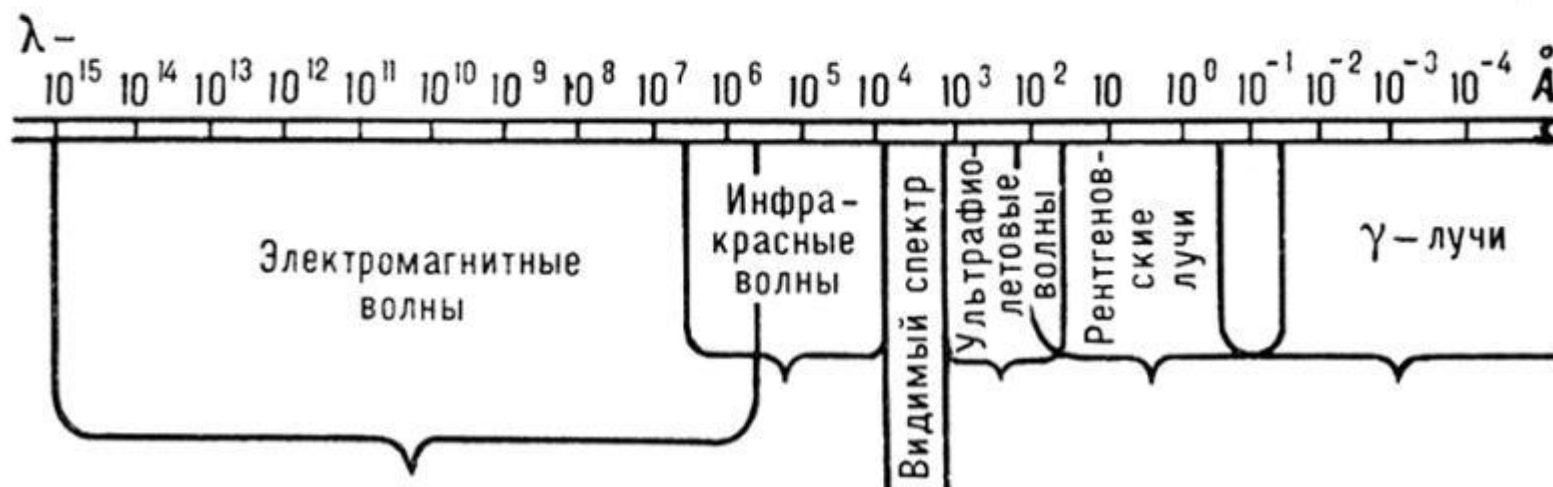 λ –
10¹⁵ 10¹⁴ 10¹³ 10¹² 10¹¹ 10¹⁰ 10⁹ 10⁸ 10⁷ 10⁶ 10⁵ 10⁴ 10³ 10² 10 10⁰ 10⁻¹ 10⁻² 10⁻³ 10⁻⁴ Å
Электромагнитные
волны
Инфра-
красные
волны
Видимый спектр
Ультрафио-
летовые
волны
Рентгенов-
ские
лучи
γ – лучи